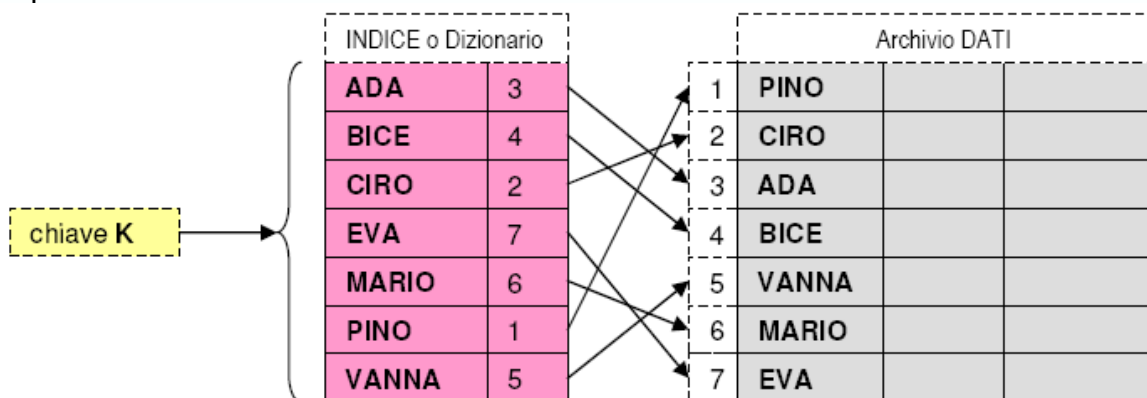 INDICE o Dizionario Archivio DATI
ADA 3 1 PINO
BICE 4 2 CIRO
CIRO 2 3 ADA
chiave K EVA 7 4 BICE
MARIO 6 5 VANNA
PINO 1 6 MARIO
VANNA 5 7 EVA